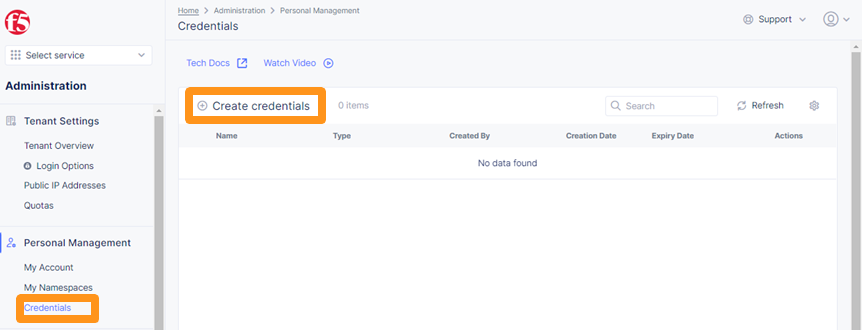 f5
Home > Administration > Personal Management
Credentials
Support
Select service
Administration
Tenant Settings
Tenant Overview
Login Options
Public IP Addresses
Quotas
Personal Management
My Account
My Namespaces
Credentials
Tech Docs Watch Video
Create credentials 0 items Search Refresh
Name Type Created By Creation Date Expiry Date Actions
No data found